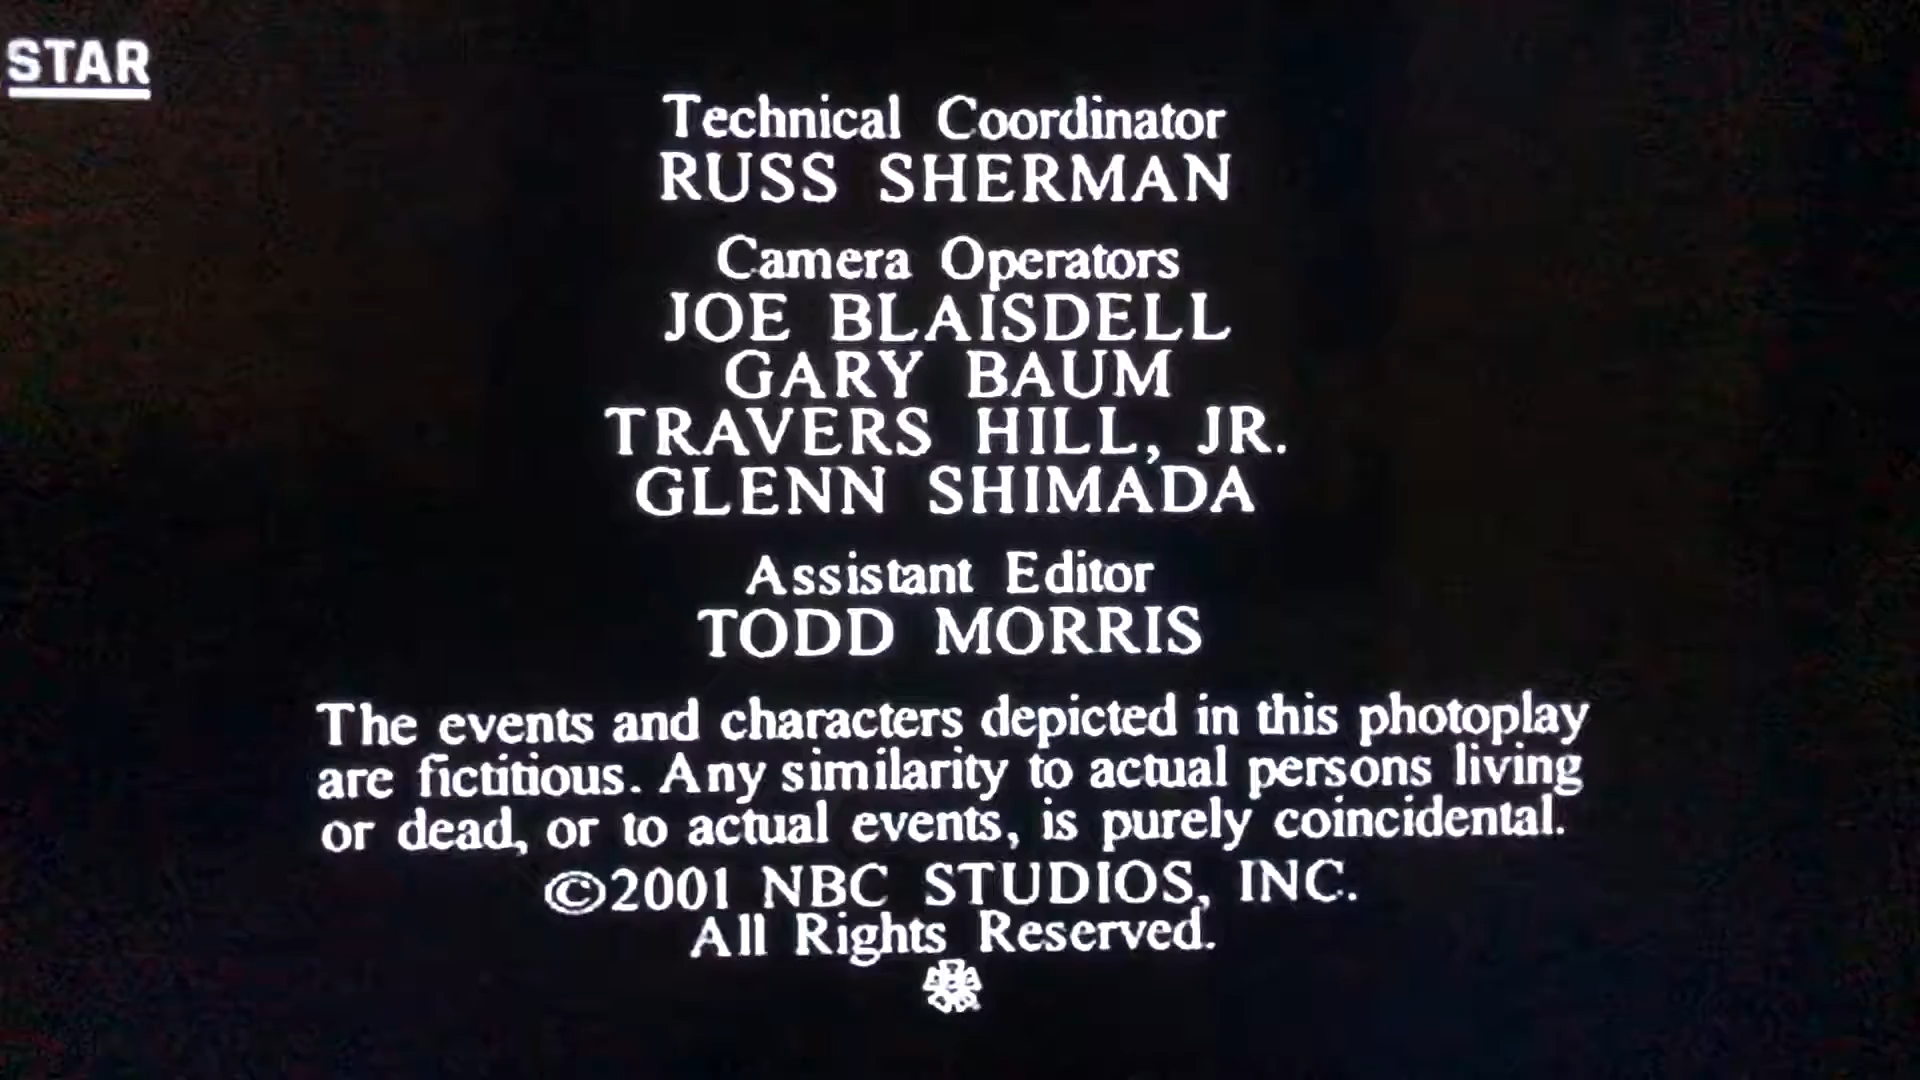 STAR
Technical Coordinator
RUSS SHERMAN
Camera Operators
JOE BLAISDELL
GARY BAUM
TRAVERS HILL, JR.
GLENN SHIMADA
Assistant Editor
TODD MORRIS
The events and characters depicted in this photoplay
are fictitious. Any similarity to actual persons living
or dead, or to actual events, is purely coincidental.
©2001 NBC STUDIOS, INC.
All Rights Reserved.